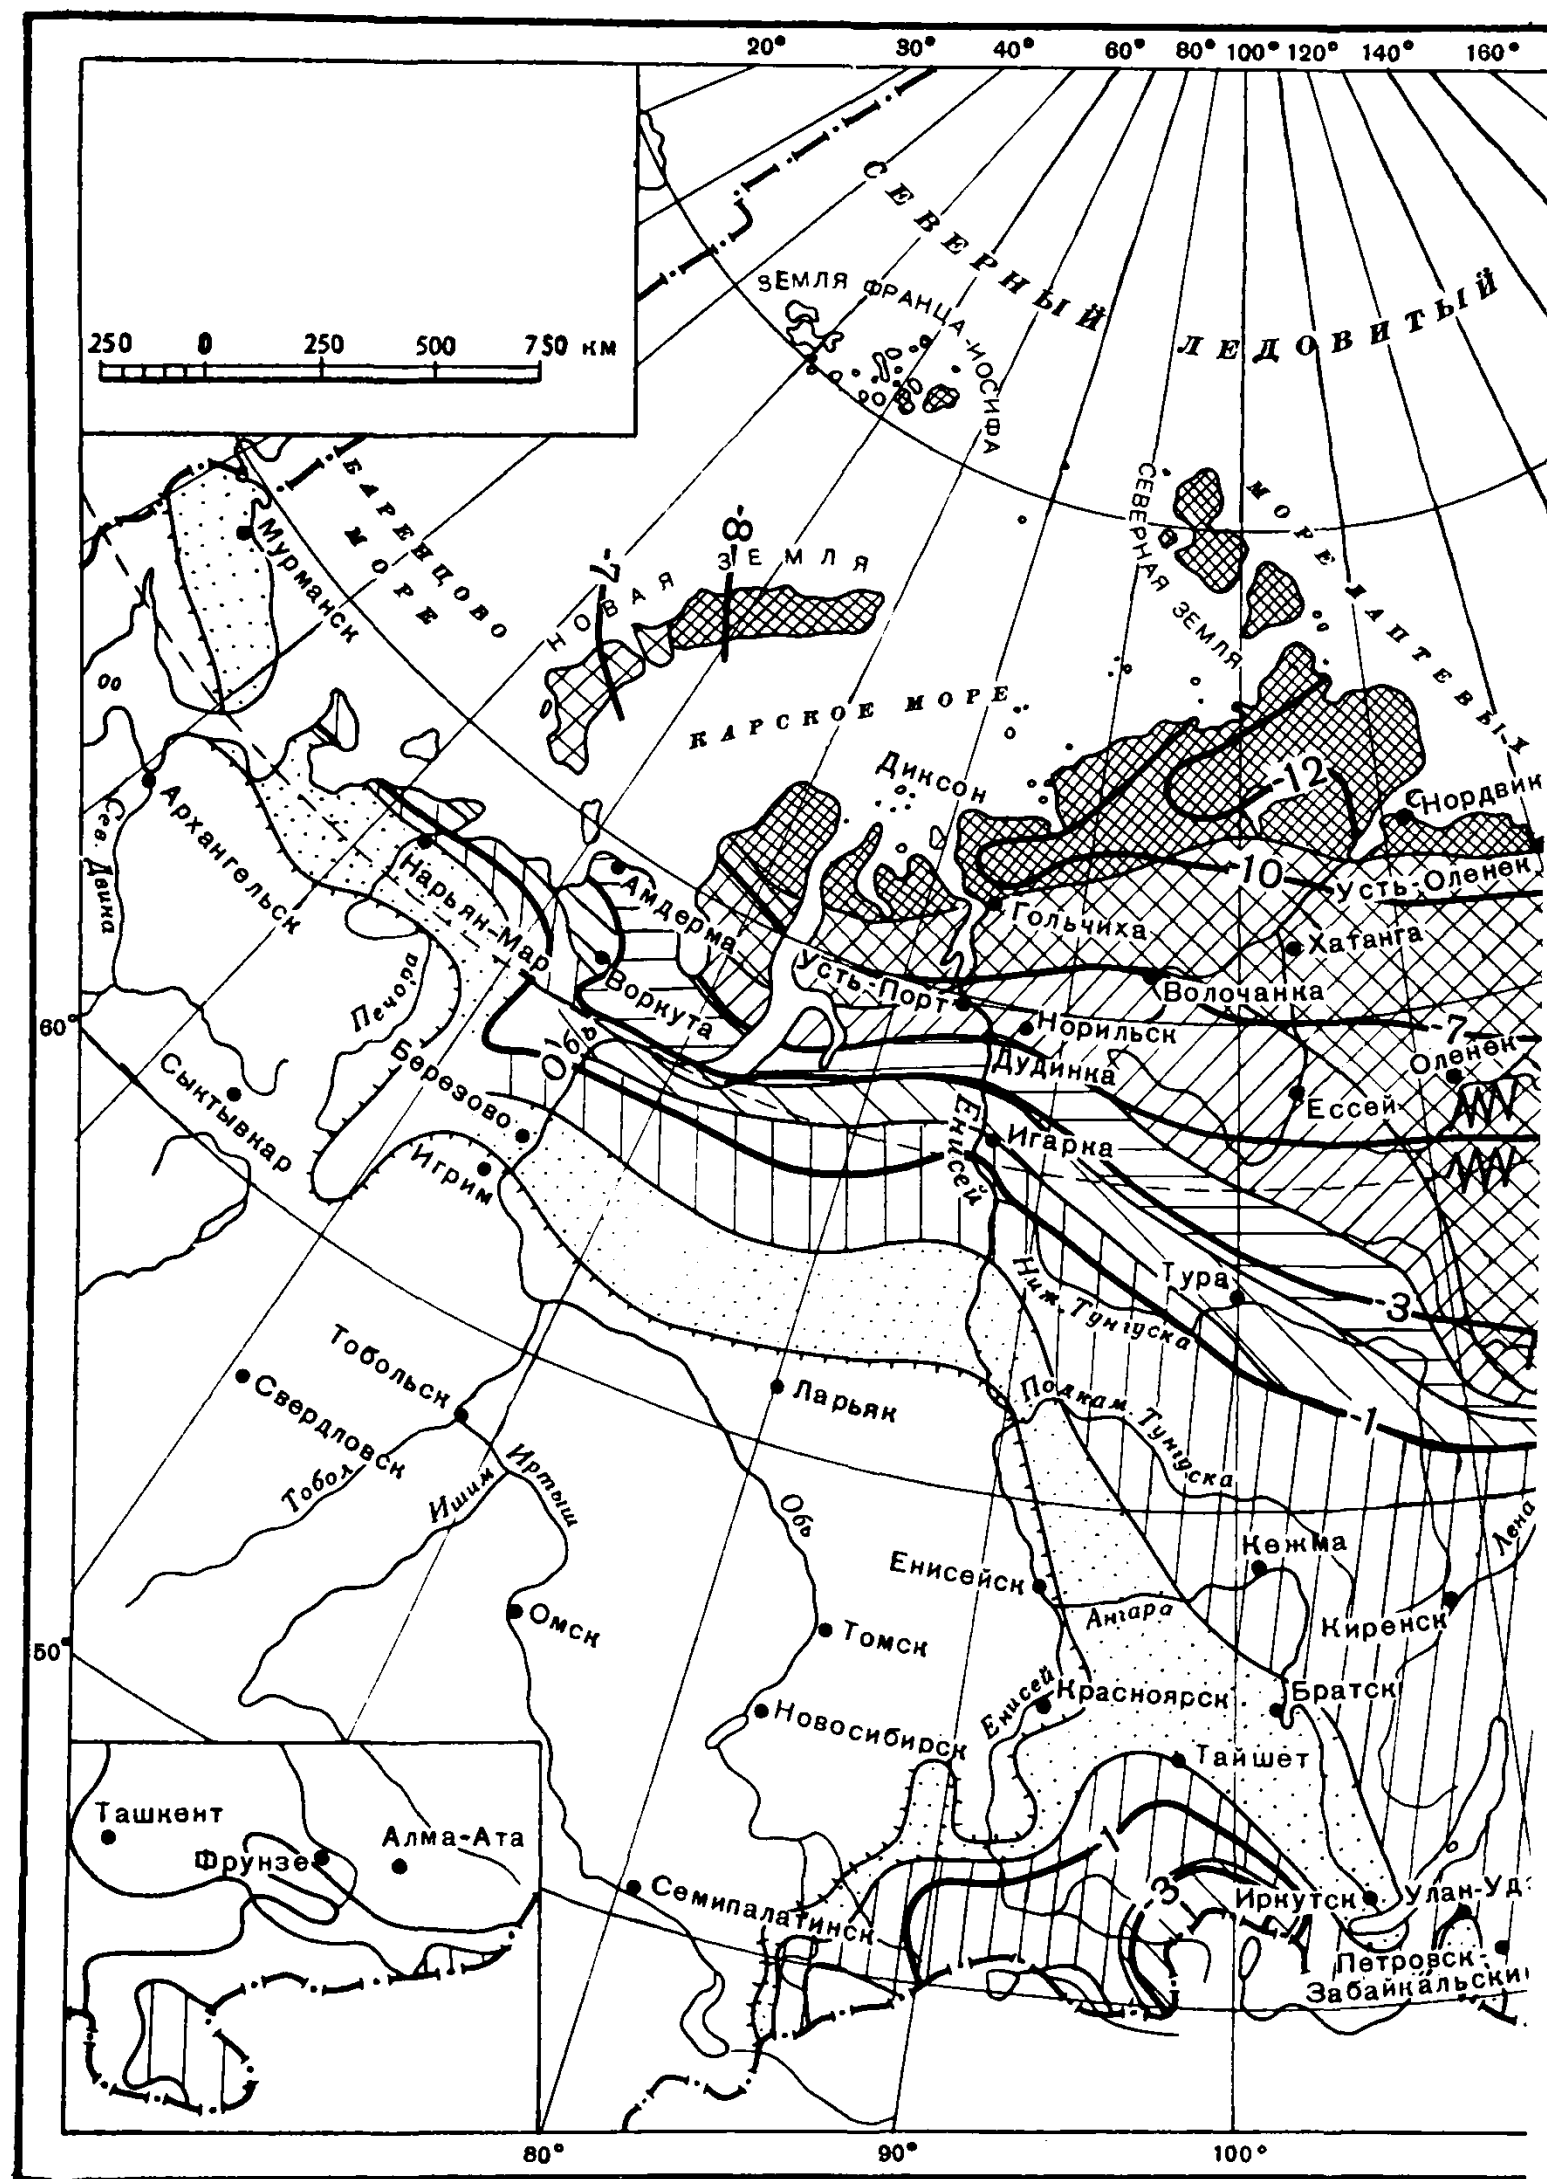 20° 30° 40° 60° 80° 100° 120° 140° 160°
СЕВЕРНЫЙ ЛЕДОВИТЫЙ
ЗЕМЛЯ ФРАНЦА-ИОСИФА
250 0 250 500 750 км
БАРЕНЦОВО
МОРЕ
Мурманск
СЕВЕРНАЯ ЗЕМЛЯ
МОРЕ ЛАПТЕВЫХ
-8
-7
НОВАЯ ЗЕМЛЯ
КАРСКОЕ МОРЕ
Диксон
-12
Нордвик
Архангельск
Сев. Двина
Нарьян-Мар
Амдерма
-10
Усть-Оленек
Гольчиха
Хатанга
Усть-Порт
Волочанка
Воркута
Печора
60°
Норильск
-7
Оленек
Обь
0
Дудинка
Березово
Сыктывкар
Енисей
Игарка
Ессей
Игрим
Тура
Ниж. Тунгуска
-3
Тобольск
Свердловск
Ларьяк
Подкам. Тунгуска
-1
Тобол
Ишим
Иртыш
Обь
Лена
Кежма
Енисейск
Ангара
Омск
Томск
Киренск
50°
Енисей
Красноярск
Братск
Новосибирск
Тайшет
Ташкент
Алма-Ата
Фрунзе
-1
-3
Семипалатинск
Иркутск
Улан-Удэ
Петровск-
Забайкальский
80° 90° 100°